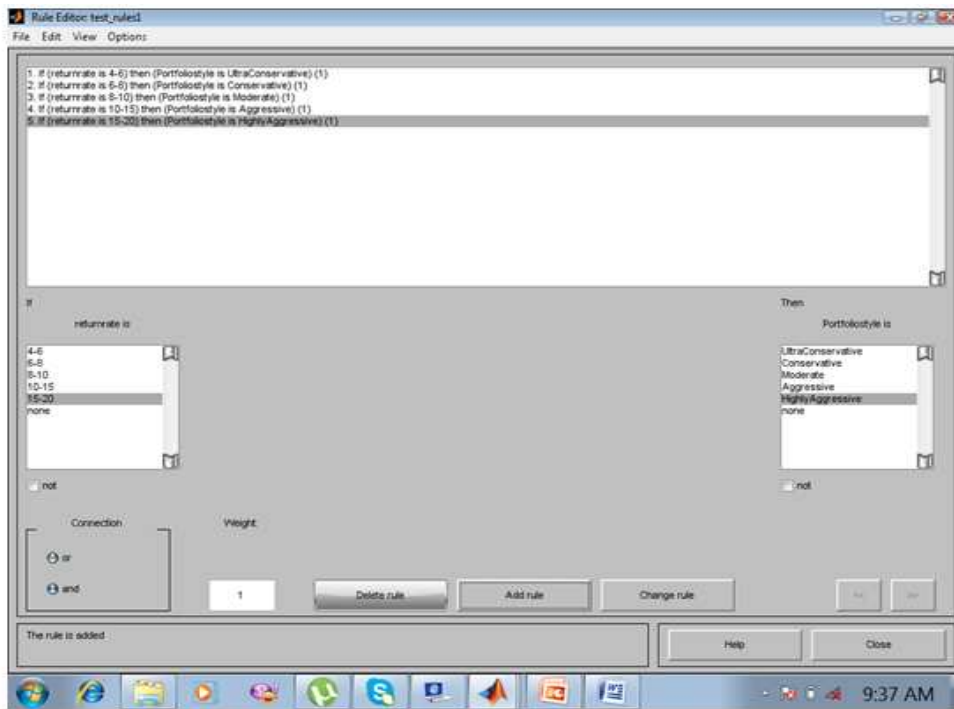 Rule Editor: test_rules1
File Edit View Options
1. If (returnrate is 4-6) then (Portfoliostyle is UltraConservative) (1)
2. If (returnrate is 6-8) then (Portfoliostyle is Conservative) (1)
3. If (returnrate is 8-10) then (Portfoliostyle is Moderate) (1)
4. If (returnrate is 10-15) then (Portfoliostyle is Aggressive) (1)
5. If (returnrate is 15-20) then (Portfoliostyle is HighlyAggressive) (1)
If
Then
returnrate is
Portfoliostyle is
4-6
6-8
8-10
10-15
15-20
none
UltraConservative
Conservative
Moderate
Aggressive
HighlyAggressive
none
not
not
Connection
Weight:
or
and
1
Delete rule
Add rule
Change rule
<<
>>
The rule is added
Help
Close
9:37 AM